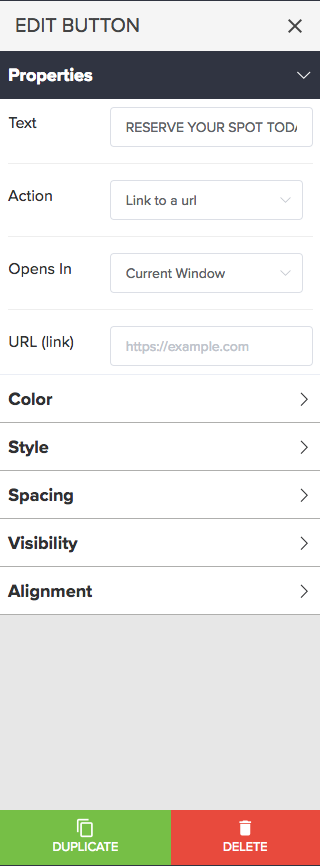 EDIT BUTTON
Properties
Text
RESERVE YOUR SPOT TODA
Action
Link to a url
Opens In
Current Window
URL (link)
https://example.com
Color
Style
Spacing
Visibility
Alignment
DUPLICATE
DELETE